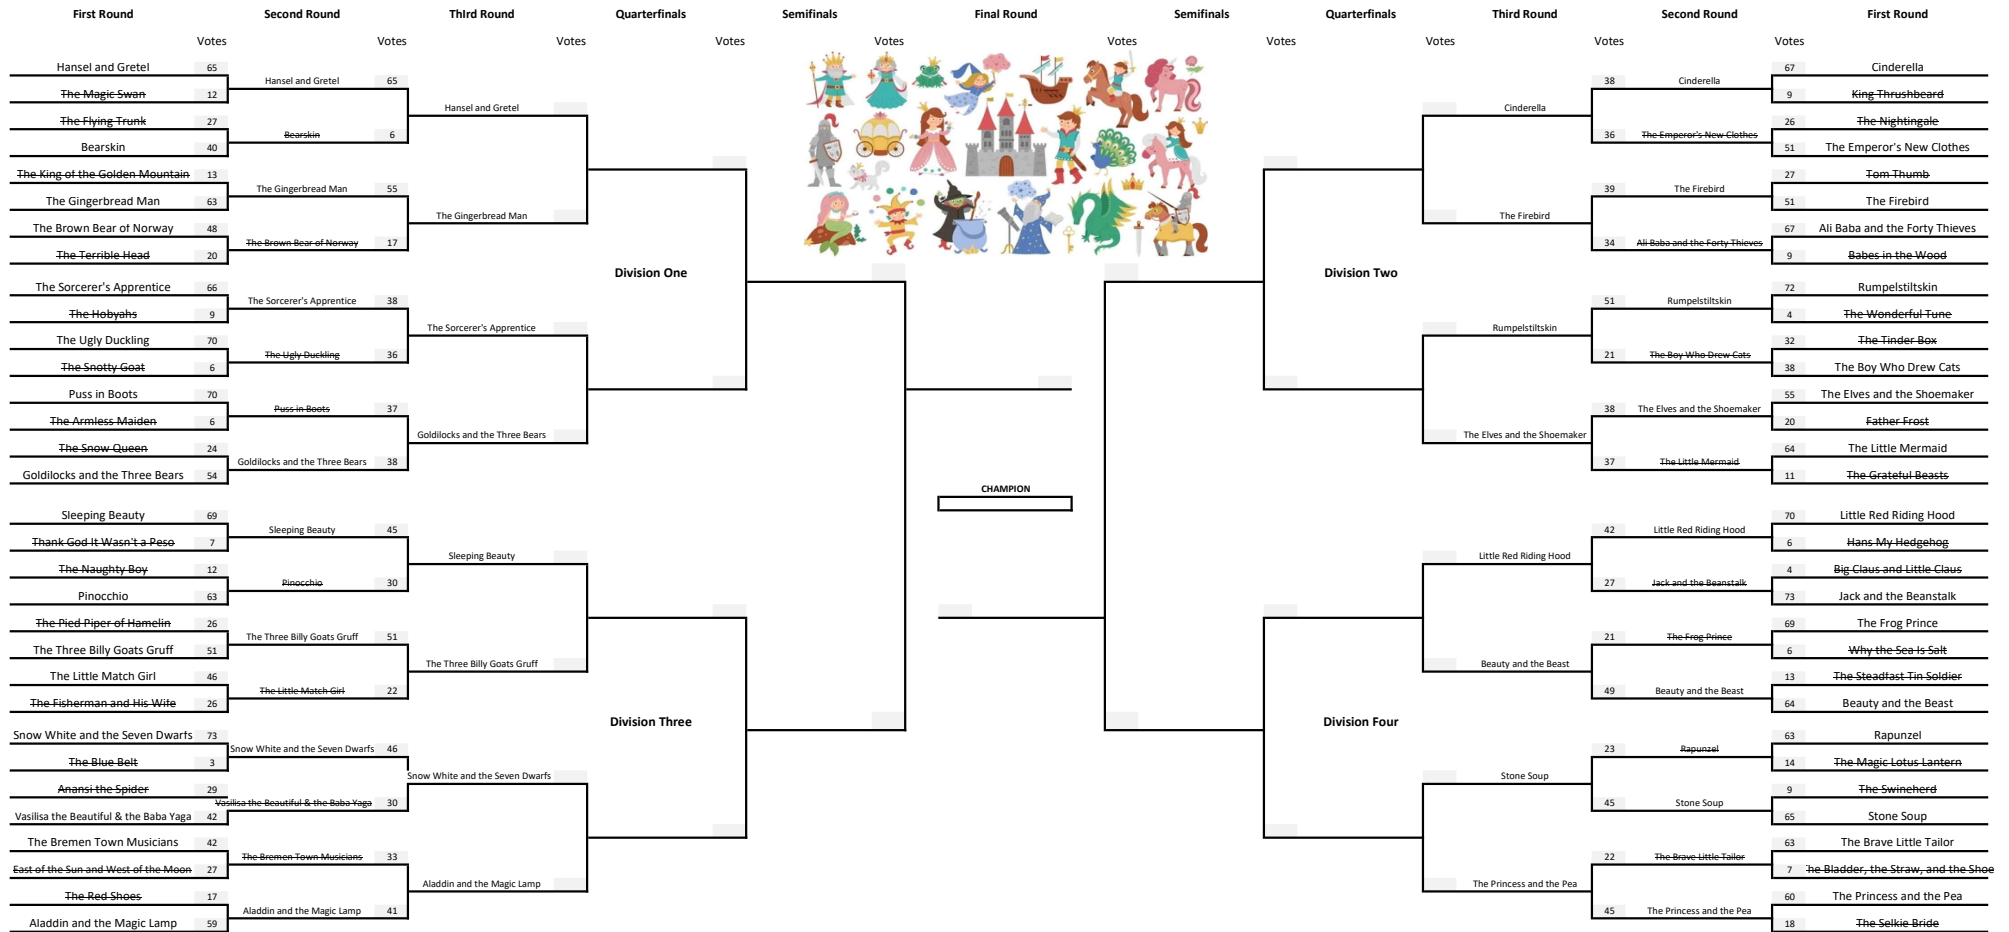 First Round Second Round ThIrd Round Quarterfinals Semifinals Final Round Semifinals Quarterfinals Third Round Second Round First Round
Votes Votes Votes Votes Votes Votes Votes Votes Votes Votes
Hansel and Gretel 65
The Magic Swan 12
The Flying Trunk 27
Bearskin 40
The King of the Golden Mountain 13
The Gingerbread Man 63
The Brown Bear of Norway 48
The Terrible Head 20
The Sorcerer's Apprentice 66
The Hobyahs 9
The Ugly Duckling 70
The Snotty Goat 6
Puss in Boots 70
The Armless Maiden 6
The Snow Queen 24
Goldilocks and the Three Bears 54
Sleeping Beauty 69
Thank God It Wasn't a Peso 7
The Naughty Boy 12
Pinocchio 63
The Pied Piper of Hamelin 26
The Three Billy Goats Gruff 51
The Little Match Girl 46
The Fisherman and His Wife 26
Snow White and the Seven Dwarfs 73
The Blue Belt 3
Anansi the Spider 29
Vasilisa the Beautiful & the Baba Yaga 42
The Bremen Town Musicians 42
East of the Sun and West of the Moon 27
The Red Shoes 17
Aladdin and the Magic Lamp 59
Hansel and Gretel 65
Bearskin 6
The Gingerbread Man 55
The Brown Bear of Norway 17
The Sorcerer's Apprentice 38
The Ugly Duckling 36
Puss in Boots 37
Goldilocks and the Three Bears 38
Sleeping Beauty 45
Pinocchio 30
The Three Billy Goats Gruff 51
The Little Match Girl 22
Snow White and the Seven Dwarfs 46
Vasilisa the Beautiful & the Baba Yaga 30
The Bremen Town Musicians 33
Aladdin and the Magic Lamp 41
Hansel and Gretel
The Gingerbread Man
The Sorcerer's Apprentice
Goldilocks and the Three Bears
Sleeping Beauty
The Three Billy Goats Gruff
Snow White and the Seven Dwarfs
Aladdin and the Magic Lamp
Division One
Division Three
CHAMPION
Division Two
Division Four
Cinderella
The Firebird
Rumpelstiltskin
The Elves and the Shoemaker
Little Red Riding Hood
Beauty and the Beast
Stone Soup
The Princess and the Pea
38 Cinderella
36 The Emperor's New Clothes
39 The Firebird
34 Ali Baba and the Forty Thieves
51 Rumpelstiltskin
21 The Boy Who Drew Cats
38 The Elves and the Shoemaker
37 The Little Mermaid
42 Little Red Riding Hood
27 Jack and the Beanstalk
21 The Frog Prince
49 Beauty and the Beast
23 Rapunzel
45 Stone Soup
22 The Brave Little Tailor
45 The Princess and the Pea
67 Cinderella
9 King Thrushbeard
26 The Nightingale
51 The Emperor's New Clothes
27 Tom Thumb
51 The Firebird
67 Ali Baba and the Forty Thieves
9 Babes in the Wood
72 Rumpelstiltskin
4 The Wonderful Tune
32 The Tinder Box
38 The Boy Who Drew Cats
55 The Elves and the Shoemaker
20 Father Frost
64 The Little Mermaid
11 The Grateful Beasts
70 Little Red Riding Hood
6 Hans My Hedgehog
4 Big Claus and Little Claus
73 Jack and the Beanstalk
69 The Frog Prince
6 Why the Sea Is Salt
13 The Steadfast Tin Soldier
64 Beauty and the Beast
63 Rapunzel
14 The Magic Lotus Lantern
9 The Swineherd
65 Stone Soup
63 The Brave Little Tailor
7 he Bladder, the Straw, and the Shoe
60 The Princess and the Pea
18 The Selkie Bride